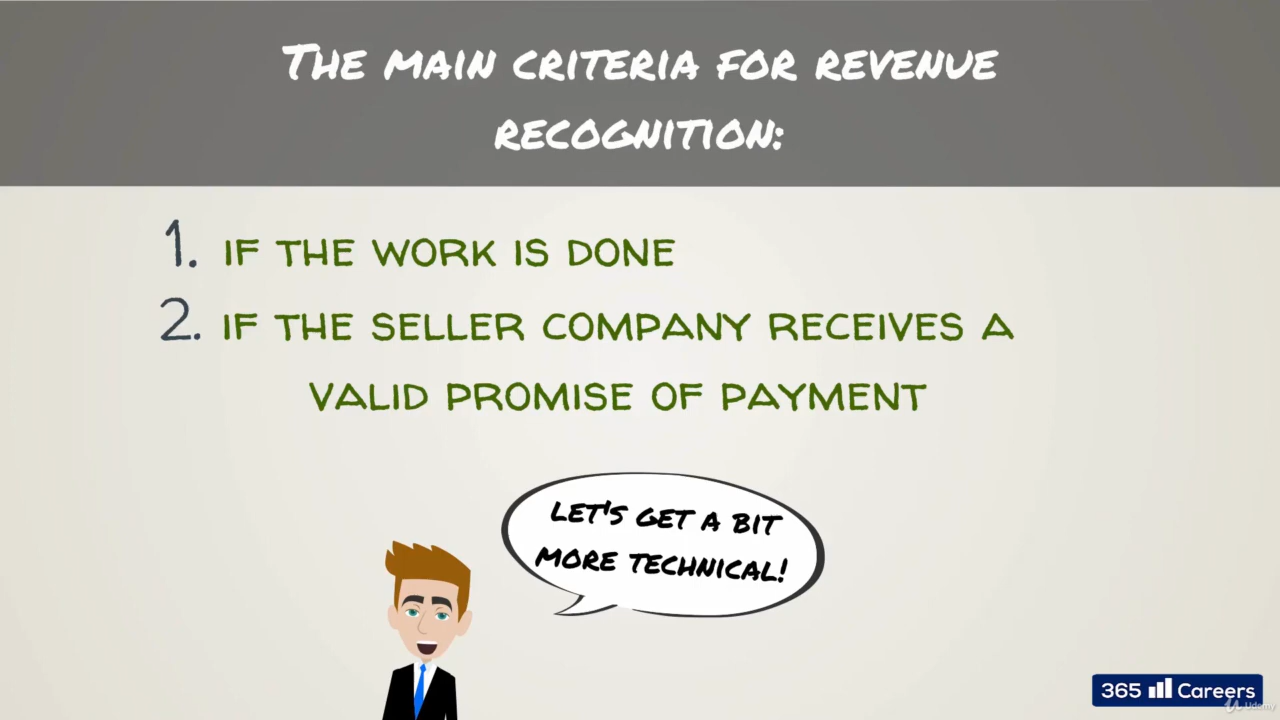 THE MAIN CRITERIA FOR REVENUE
RECOGNITION:
1. IF THE WORK IS DONE
2. IF THE SELLER COMPANY RECEIVES A
VALID PROMISE OF PAYMENT
LET'S GET A BIT
MORE TECHNICAL!
365 Careers
Udemy